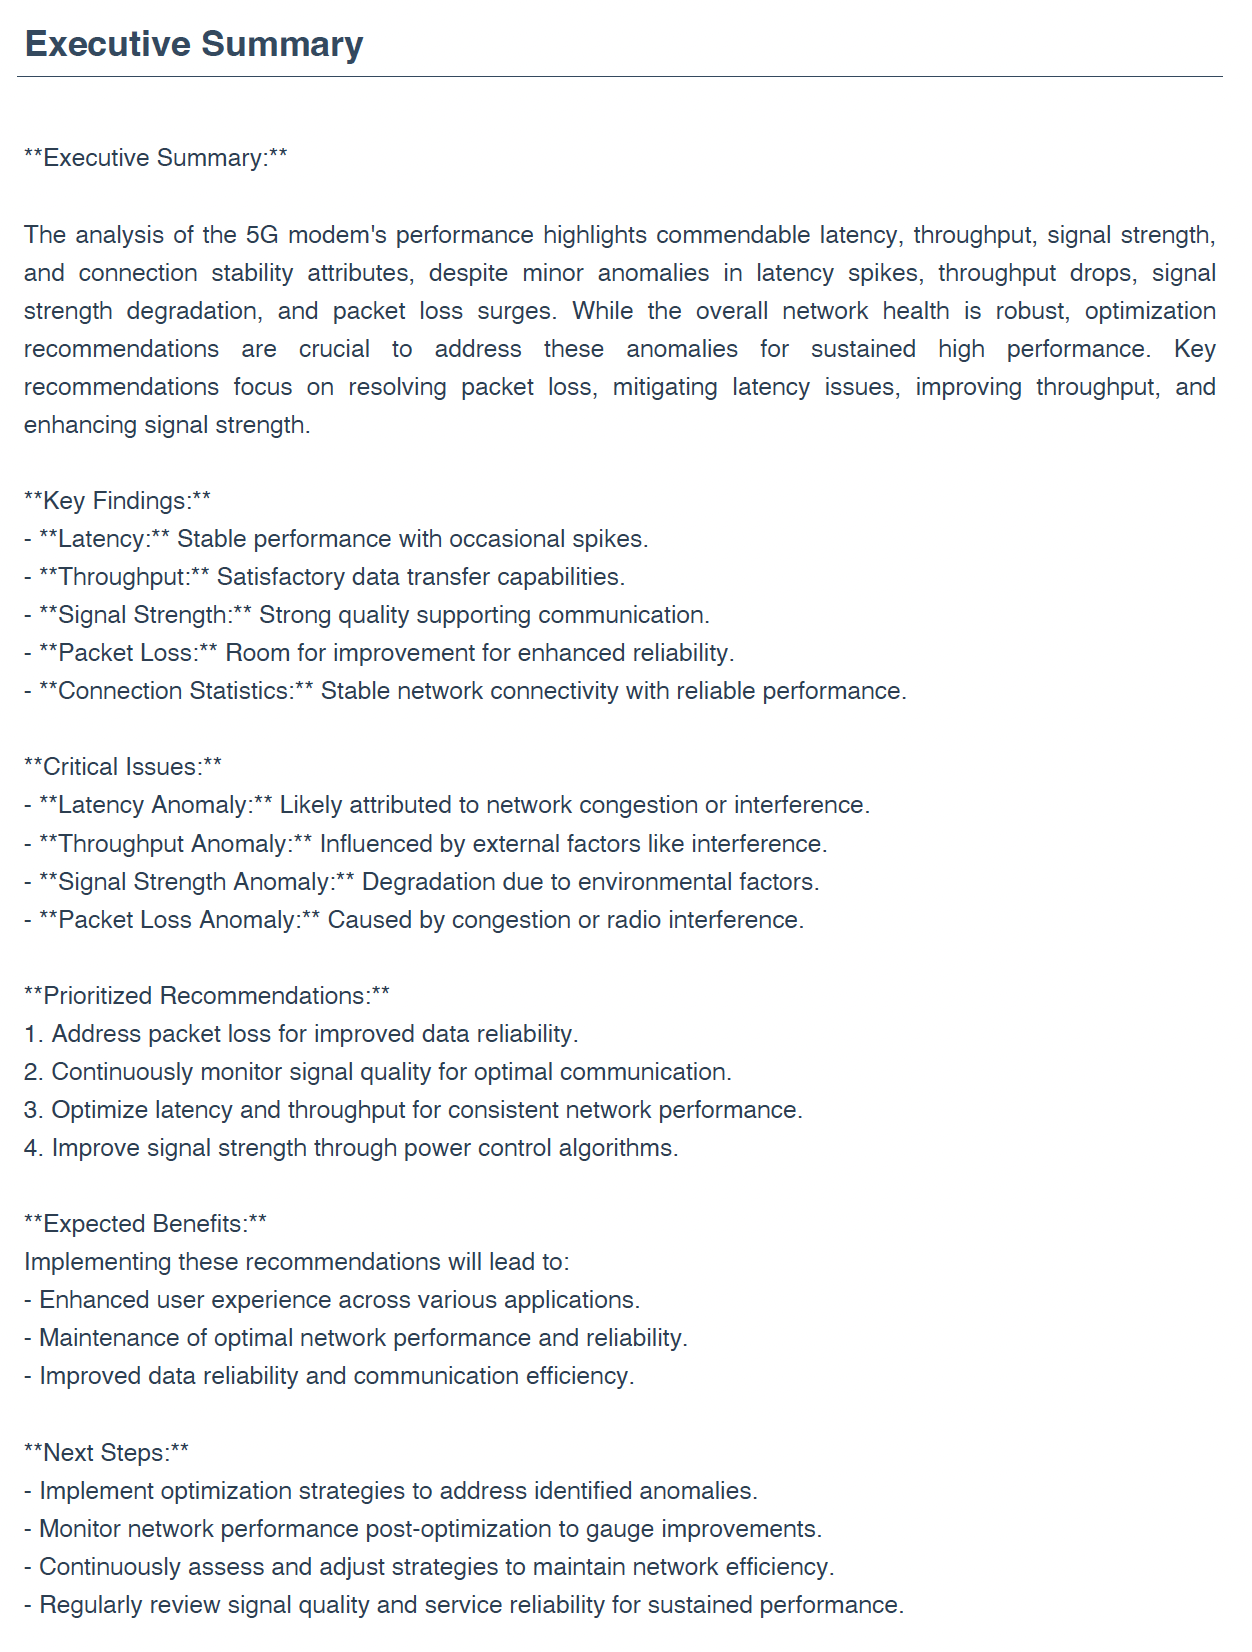 Executive Summary
**Executive Summary:**
The analysis of the 5G modem's performance highlights commendable latency, throughput, signal strength,
and connection stability attributes, despite minor anomalies in latency spikes, throughput drops, signal
strength degradation, and packet loss surges. While the overall network health is robust, optimization
recommendations are crucial to address these anomalies for sustained high performance. Key
recommendations focus on resolving packet loss, mitigating latency issues, improving throughput, and
enhancing signal strength.
**Key Findings:**
- **Latency:** Stable performance with occasional spikes.
- **Throughput:** Satisfactory data transfer capabilities.
- **Signal Strength:** Strong quality supporting communication.
- **Packet Loss:** Room for improvement for enhanced reliability.
- **Connection Statistics:** Stable network connectivity with reliable performance.
**Critical Issues:**
- **Latency Anomaly:** Likely attributed to network congestion or interference.
- **Throughput Anomaly:** Influenced by external factors like interference.
- **Signal Strength Anomaly:** Degradation due to environmental factors.
- **Packet Loss Anomaly:** Caused by congestion or radio interference.
**Prioritized Recommendations:**
1. Address packet loss for improved data reliability.
2. Continuously monitor signal quality for optimal communication.
3. Optimize latency and throughput for consistent network performance.
4. Improve signal strength through power control algorithms.
**Expected Benefits:**
Implementing these recommendations will lead to:
- Enhanced user experience across various applications.
- Maintenance of optimal network performance and reliability.
- Improved data reliability and communication efficiency.
**Next Steps:**
- Implement optimization strategies to address identified anomalies.
- Monitor network performance post-optimization to gauge improvements.
- Continuously assess and adjust strategies to maintain network efficiency.
- Regularly review signal quality and service reliability for sustained performance.